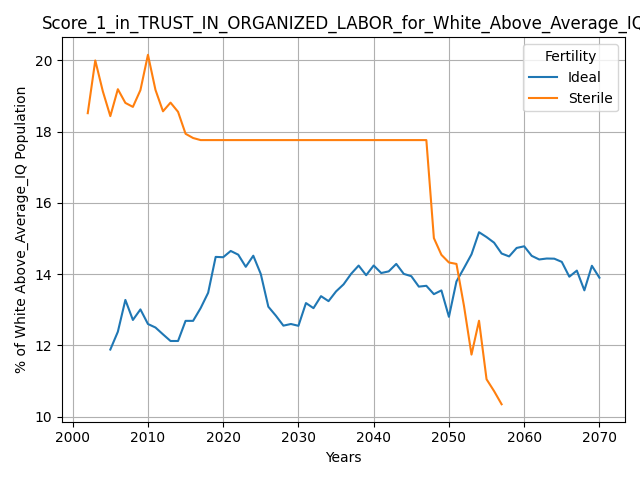 Score_1_in_TRUST_IN_ORGANIZED_LABOR_for_White_Above_Average_IQ
Fertility
Ideal
Sterile
% of White Above_Average_IQ Population
20
18
16
14
12
10
2000 2010 2020 2030 2040 2050 2060 2070
Years